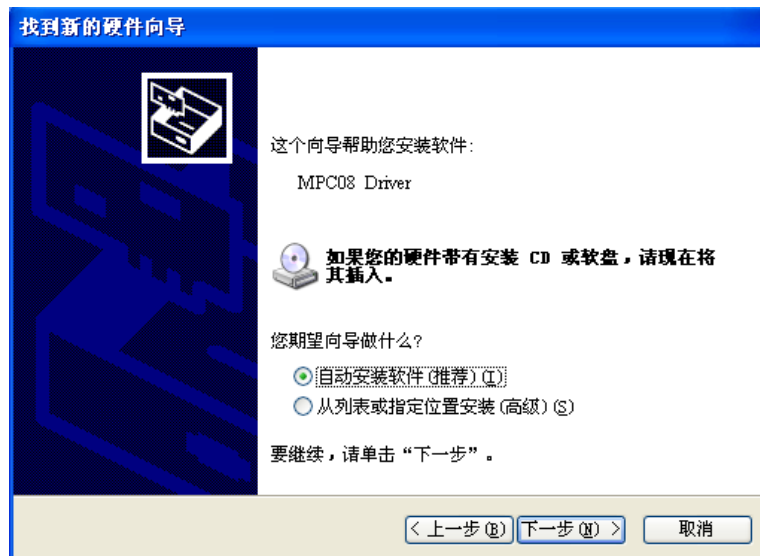 找到新的硬件向导
这个向导帮助您安装软件:
MPC08 Driver
如果您的硬件带有安装 CD 或软盘，请现在将
其插入。
您期望向导做什么?
自动安装软件(推荐)(I)
从列表或指定位置安装(高级)(S)
要继续，请单击“下一步”。
< 上一步(B) 下一步(N) > 取消